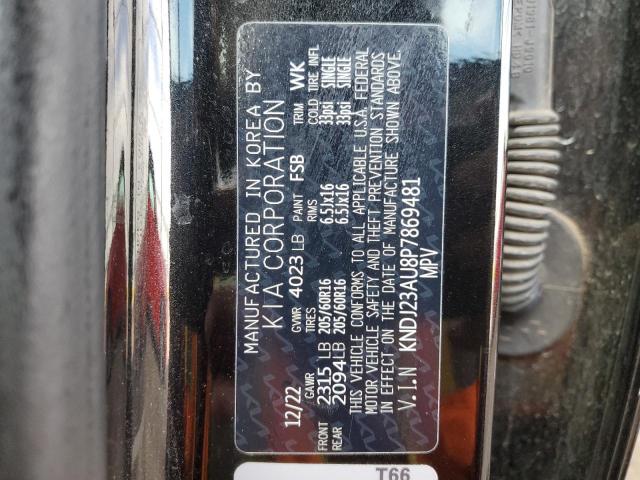 MANUFACTURED IN KOREA BY
KIA CORPORATION
12/22 GVWR 4023 LB PAINT FSB TRIM WK
GAWR TIRES RIMS COLD TIRE INFL
FRONT 2315 LB 205/60R16 6.5Jx16 33psi SINGLE
REAR 2094LB 205/60R16 6.5Jx16 33psi SINGLE
THIS VEHICLE CONFORMS TO ALL APPLICABLE U.S.A. FEDERAL
MOTOR VEHICLE SAFETY AND THEFT PREVENTION STANDARDS
IN EFFECT ON THE DATE OF MANUFACTURE SHOWN ABOVE.
V.I.N KNDJ23AU8P7869481
MPV
T66